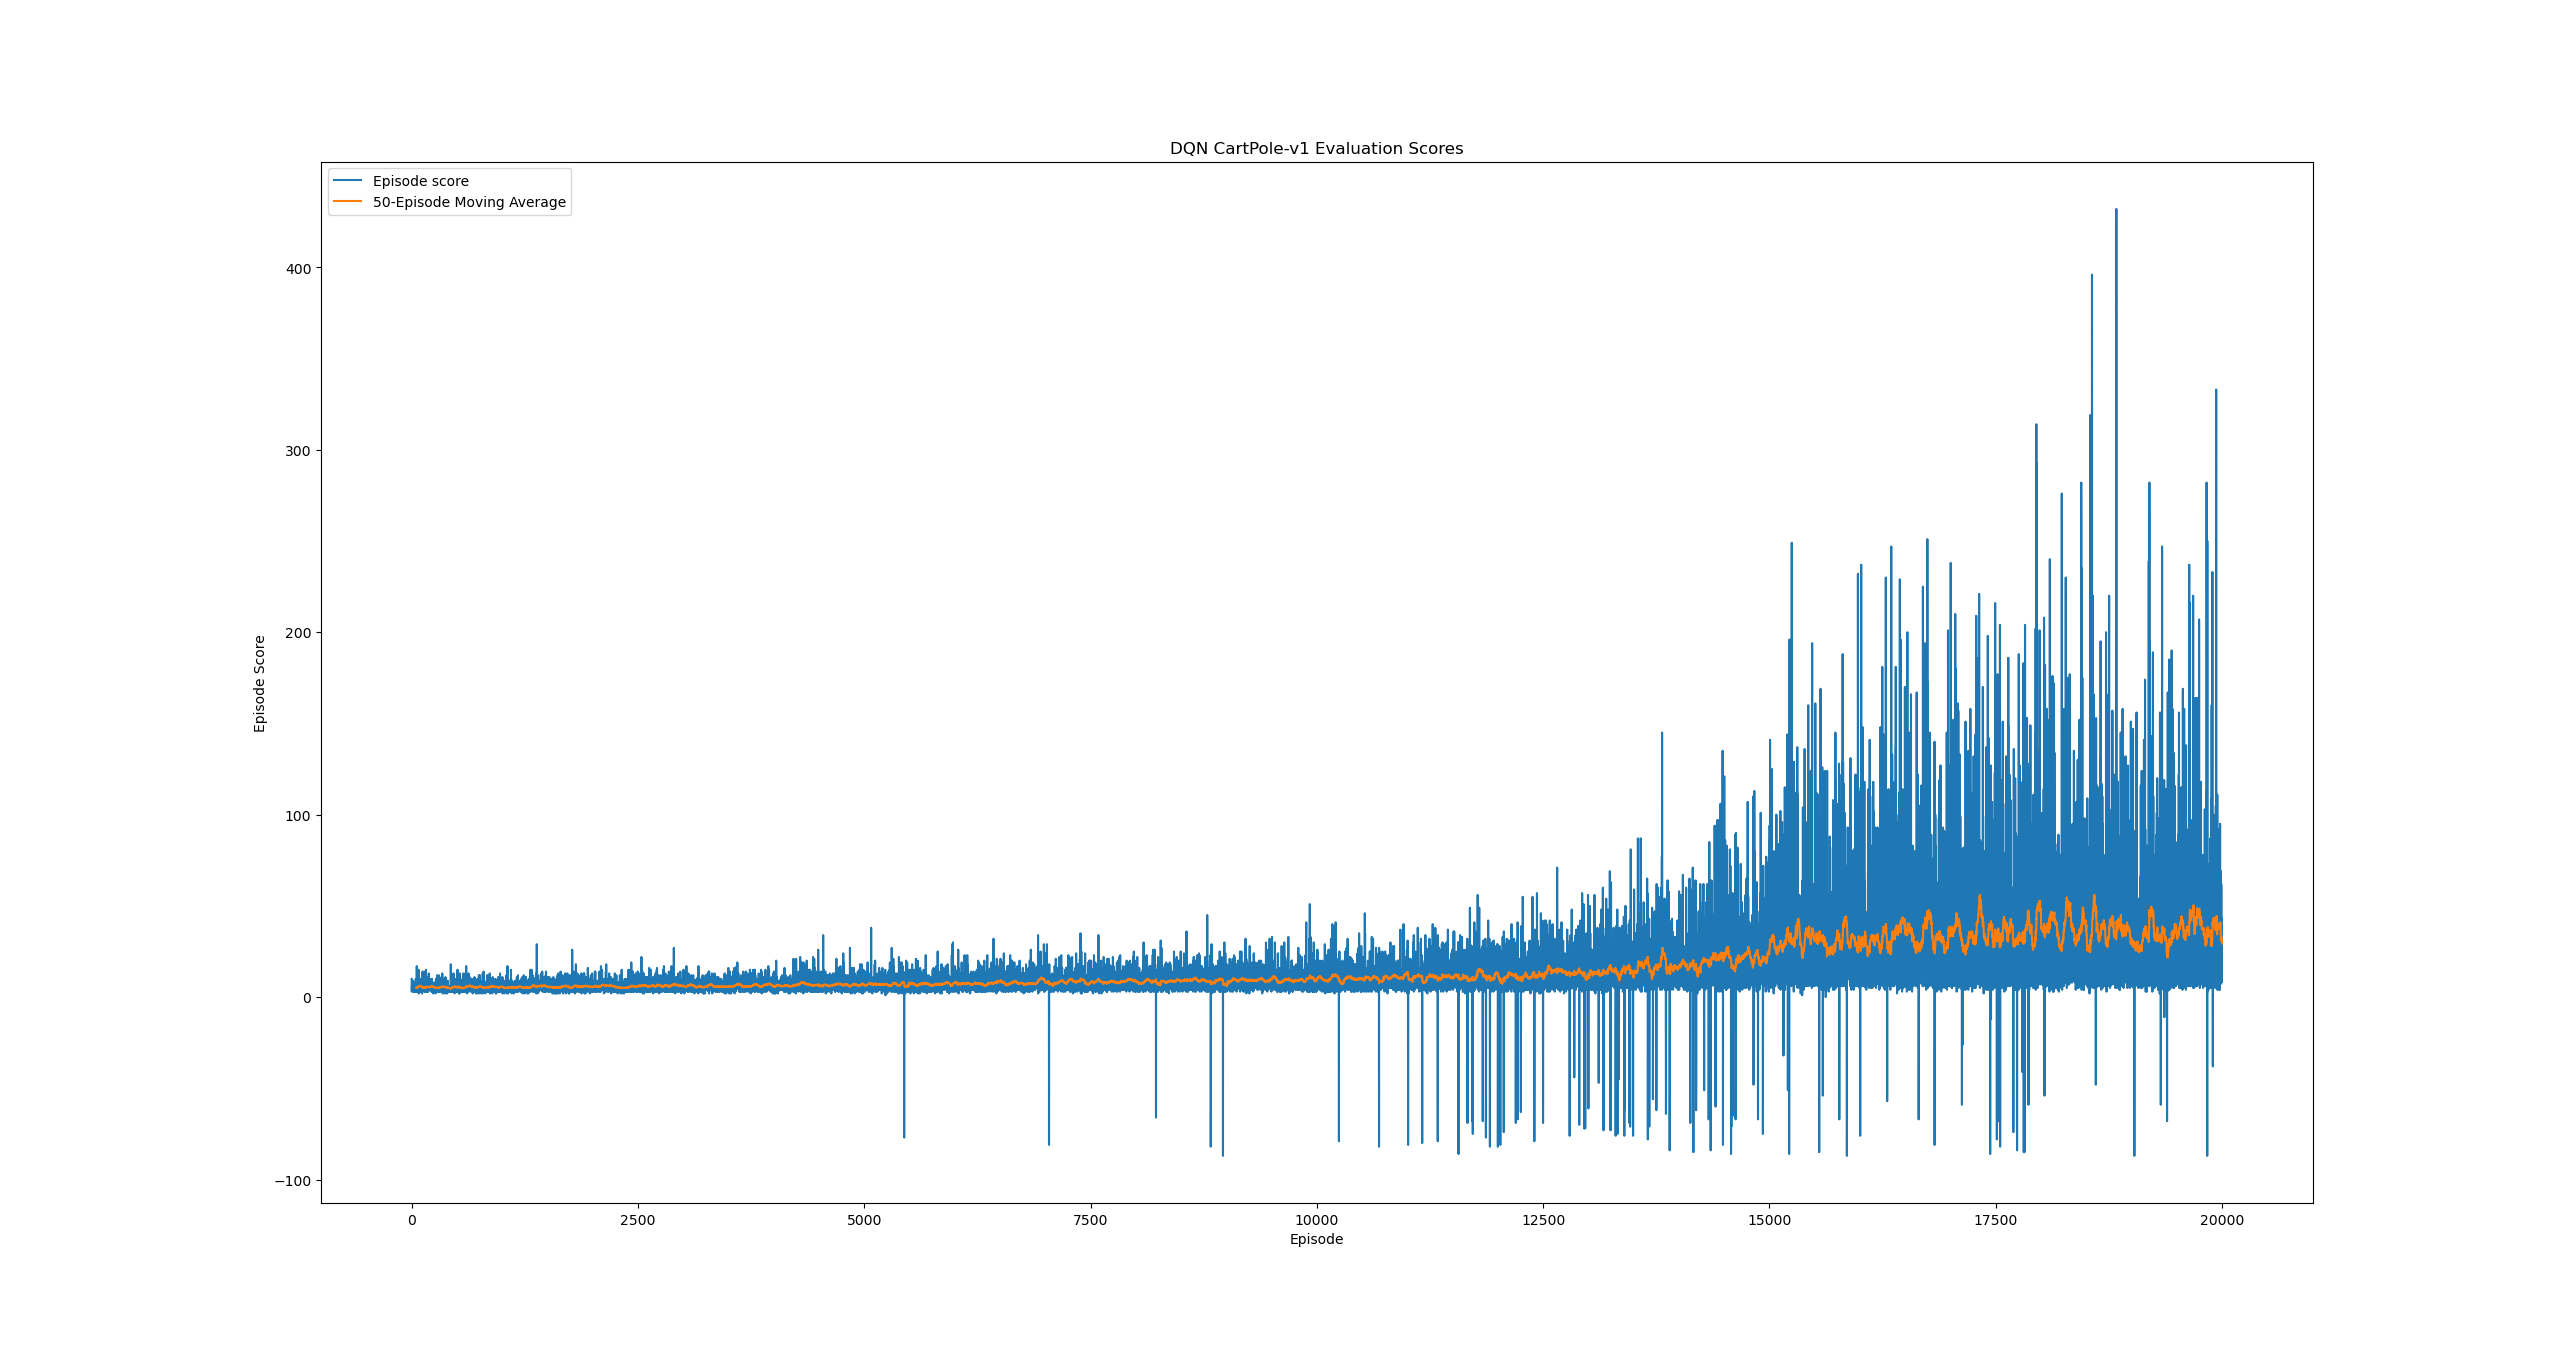 DQN CartPole-v1 Evaluation Scores
Episode score
50-Episode Moving Average
400
300
200
100
0
−100
Episode Score
0 2500 5000 7500 10000 12500 15000 17500 20000
Episode